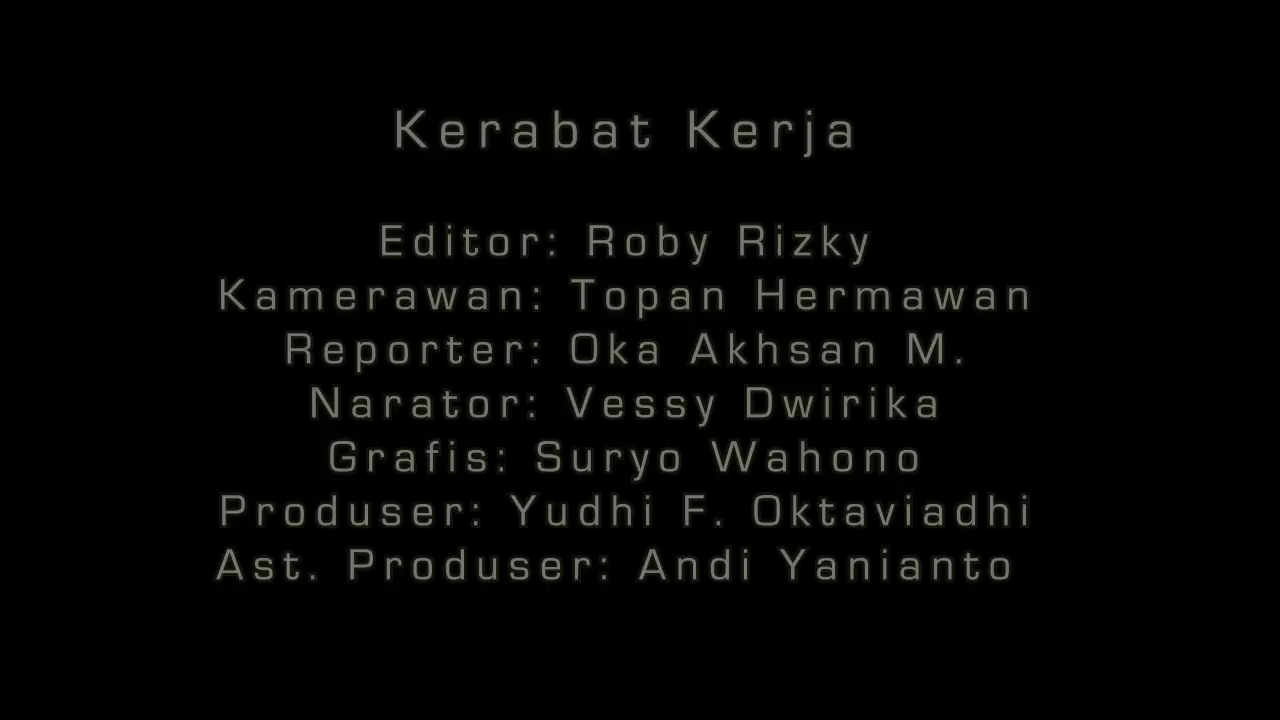 Kerabat Kerja
Editor: Roby Rizky
Kamerawan: Topan Hermawan
Reporter: Oka Akhsan M.
Narator: Vessy Dwirika
Grafis: Suryo Wahono
Produser: Yudhi F. Oktaviadhi
Ast. Produser: Andi Yanianto